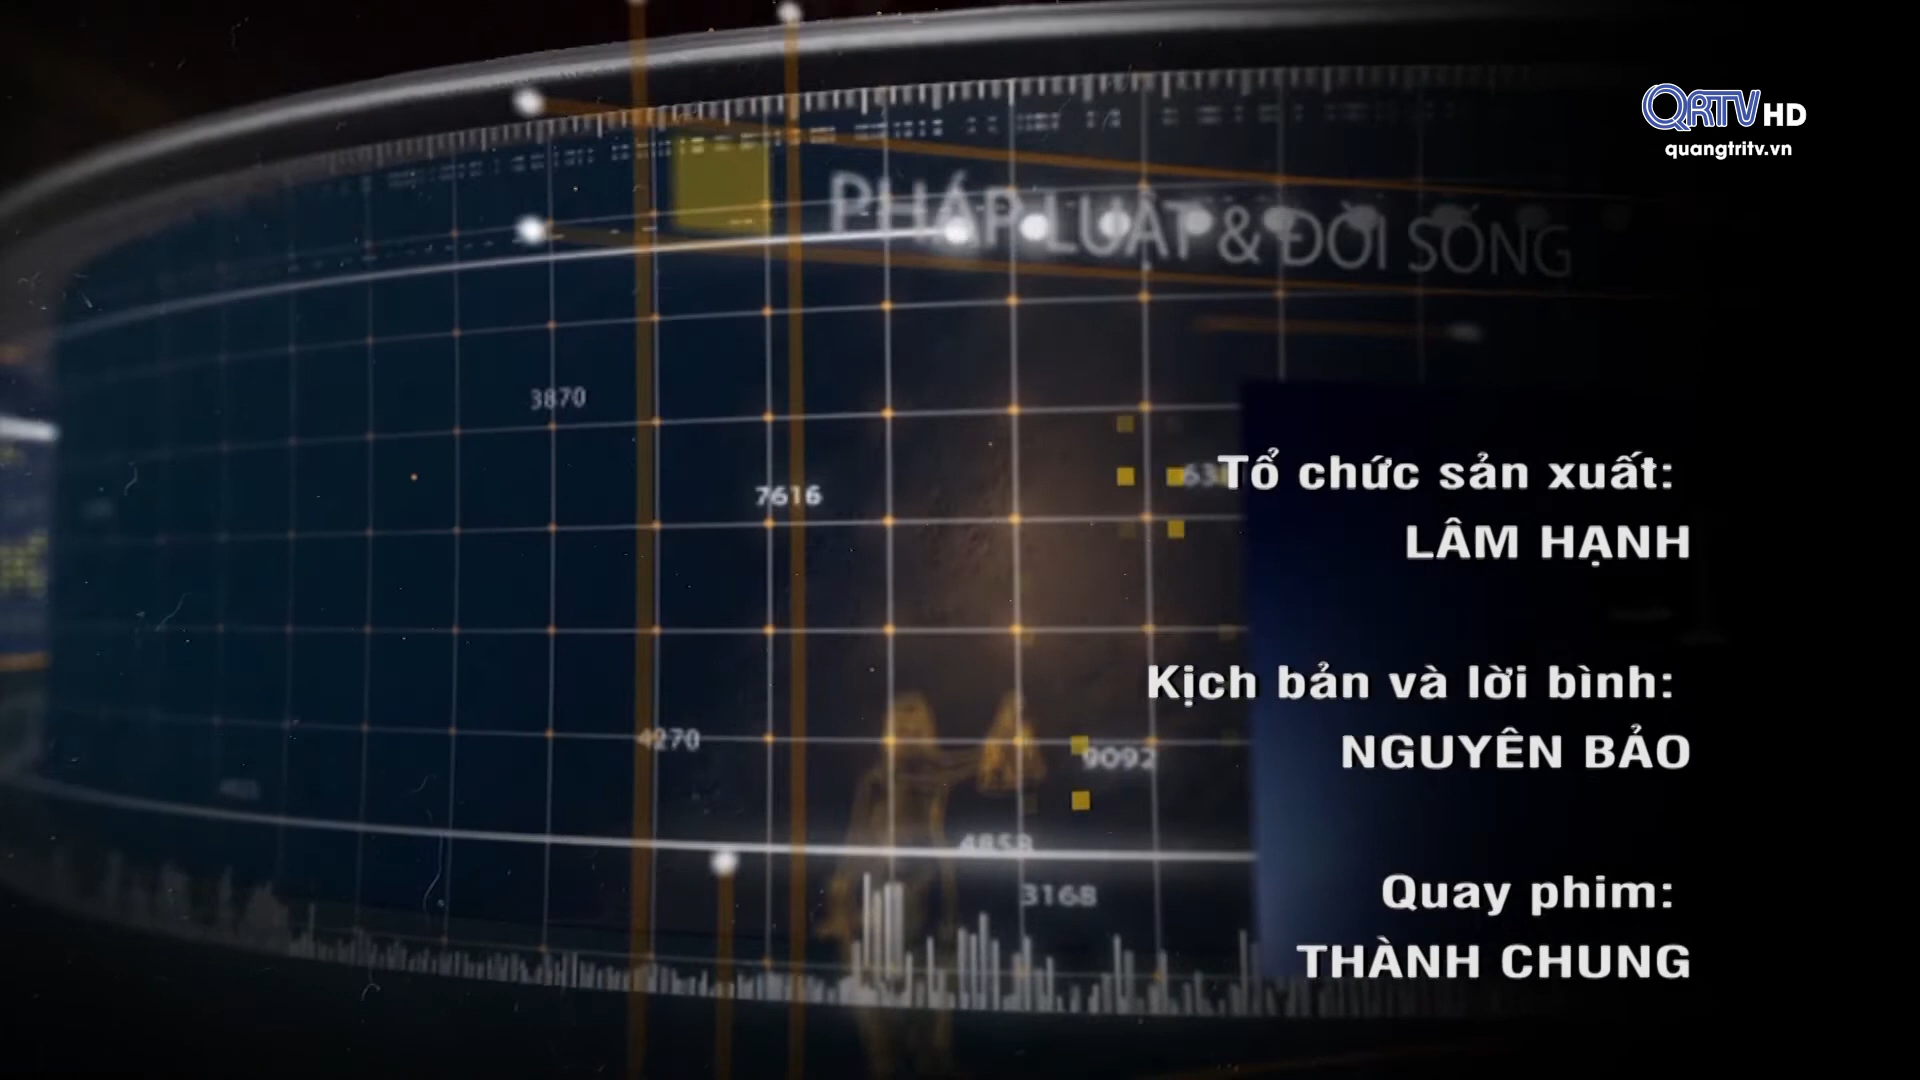 QRTV HD
quangtritv.vn
PHÁP LUẬT & ĐỜI SỐNG
3870
7616
Tổ chức sản xuất:
LÂM HẠNH
Kịch bản và lời bình:
NGUYÊN BẢO
4270
9092
4858
3168
Quay phim:
THÀNH CHUNG